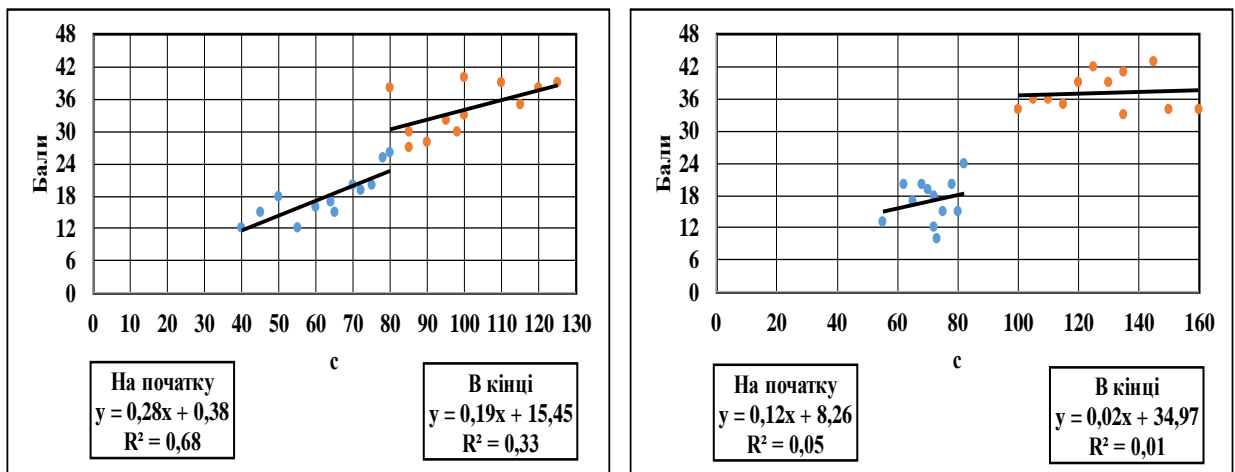 48
42
36
30
24
18
12
6
0
Бали
0 10 20 30 40 50 60 70 80 90 100 110 120 130
с
На початку
y = 0,28x + 0,38
R² = 0,68
В кінці
y = 0,19x + 15,45
R² = 0,33
48
42
36
30
24
18
12
6
0
Бали
0 20 40 60 80 100 120 140 160
с
На початку
y = 0,12x + 8,26
R² = 0,05
В кінці
y = 0,02x + 34,97
R² = 0,01